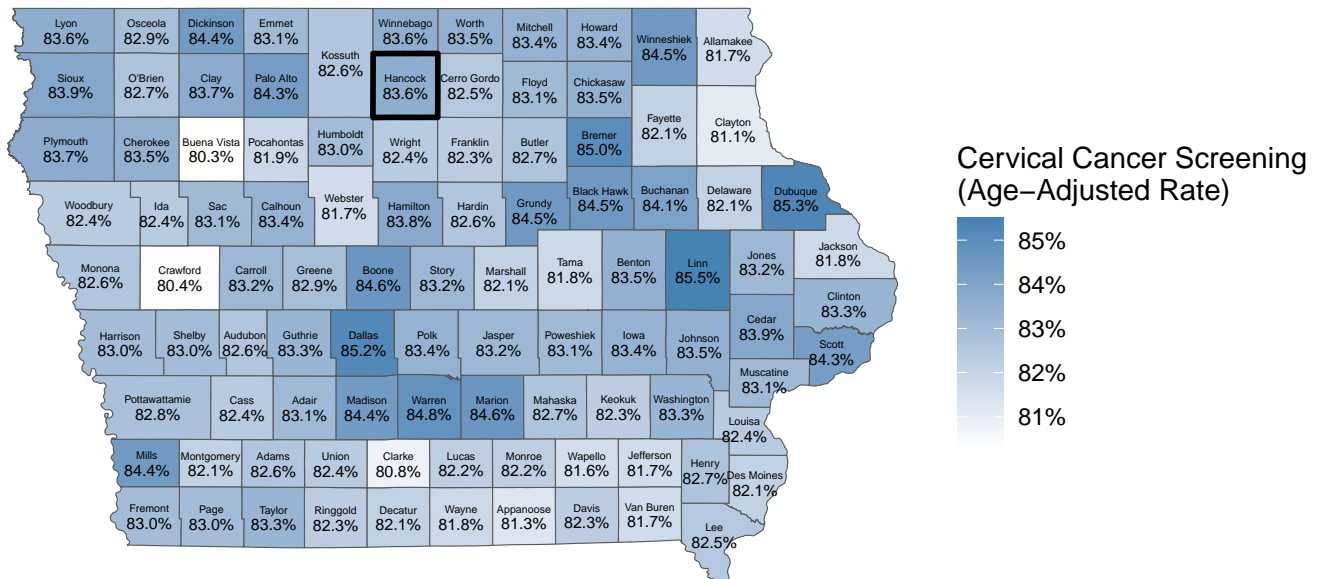 Lyon
83.6%
Osceola
82.9%
Dickinson
84.4%
Emmet
83.1%
Kossuth
82.6%
Winnebago
83.6%
Worth
83.5%
Mitchell
83.4%
Howard
83.4%
Winneshiek
84.5%
Allamakee
81.7%
Sioux
83.9%
O'Brien
82.7%
Clay
83.7%
Palo Alto
84.3%
Hancock
83.6%
Cerro Gordo
82.5%
Floyd
83.1%
Chickasaw
83.5%
Fayette
82.1%
Clayton
81.1%
Plymouth
83.7%
Cherokee
83.5%
Buena Vista
80.3%
Pocahontas
81.9%
Humboldt
83.0%
Wright
82.4%
Franklin
82.3%
Butler
82.7%
Bremer
85.0%
Woodbury
82.4%
Ida
82.4%
Sac
83.1%
Calhoun
83.4%
Webster
81.7%
Hamilton
83.8%
Hardin
82.6%
Grundy
84.5%
Black Hawk
84.5%
Buchanan
84.1%
Delaware
82.1%
Dubuque
85.3%
Monona
82.6%
Crawford
80.4%
Carroll
83.2%
Greene
82.9%
Boone
84.6%
Story
83.2%
Marshall
82.1%
Tama
81.8%
Benton
83.5%
Linn
85.5%
Jones
83.2%
Jackson
81.8%
Clinton
83.3%
Harrison
83.0%
Shelby
83.0%
Audubon
82.6%
Guthrie
83.3%
Dallas
85.2%
Polk
83.4%
Jasper
83.2%
Poweshiek
83.1%
Iowa
83.4%
Johnson
83.5%
Cedar
83.9%
Scott
84.3%
Muscatine
83.1%
Pottawattamie
82.8%
Cass
82.4%
Adair
83.1%
Madison
84.4%
Warren
84.8%
Marion
84.6%
Mahaska
82.7%
Keokuk
82.3%
Washington
83.3%
Louisa
82.4%
Mills
84.4%
Montgomery
82.1%
Adams
82.6%
Union
82.4%
Clarke
80.8%
Lucas
82.2%
Monroe
82.2%
Wapello
81.6%
Jefferson
81.7%
Henry
82.7%
Des Moines
82.1%
Fremont
83.0%
Page
83.0%
Taylor
83.3%
Ringgold
82.3%
Decatur
82.1%
Wayne
81.8%
Appanoose
81.3%
Davis
82.3%
Van Buren
81.7%
Lee
82.5%
Cervical Cancer Screening
(Age−Adjusted Rate)
85%
84%
83%
82%
81%